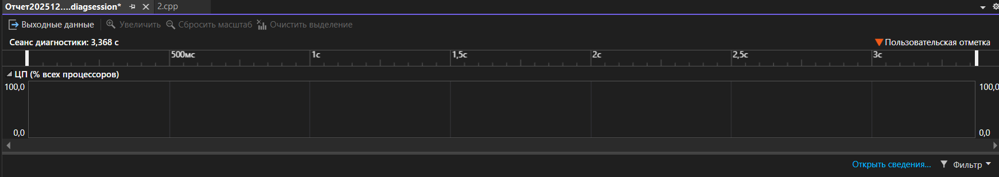 Отчет202512....diagsession* 2.cpp
Выходные данные Увеличить Сбросить масштаб Очистить выделение
Сеанс диагностики: 3,368 с Пользовательская отметка
500мс 1с 1,5с 2с 2,5с 3с
ЦП (% всех процессоров)
100,0 100,0
0,0 0,0
Открыть сведения... Фильтр